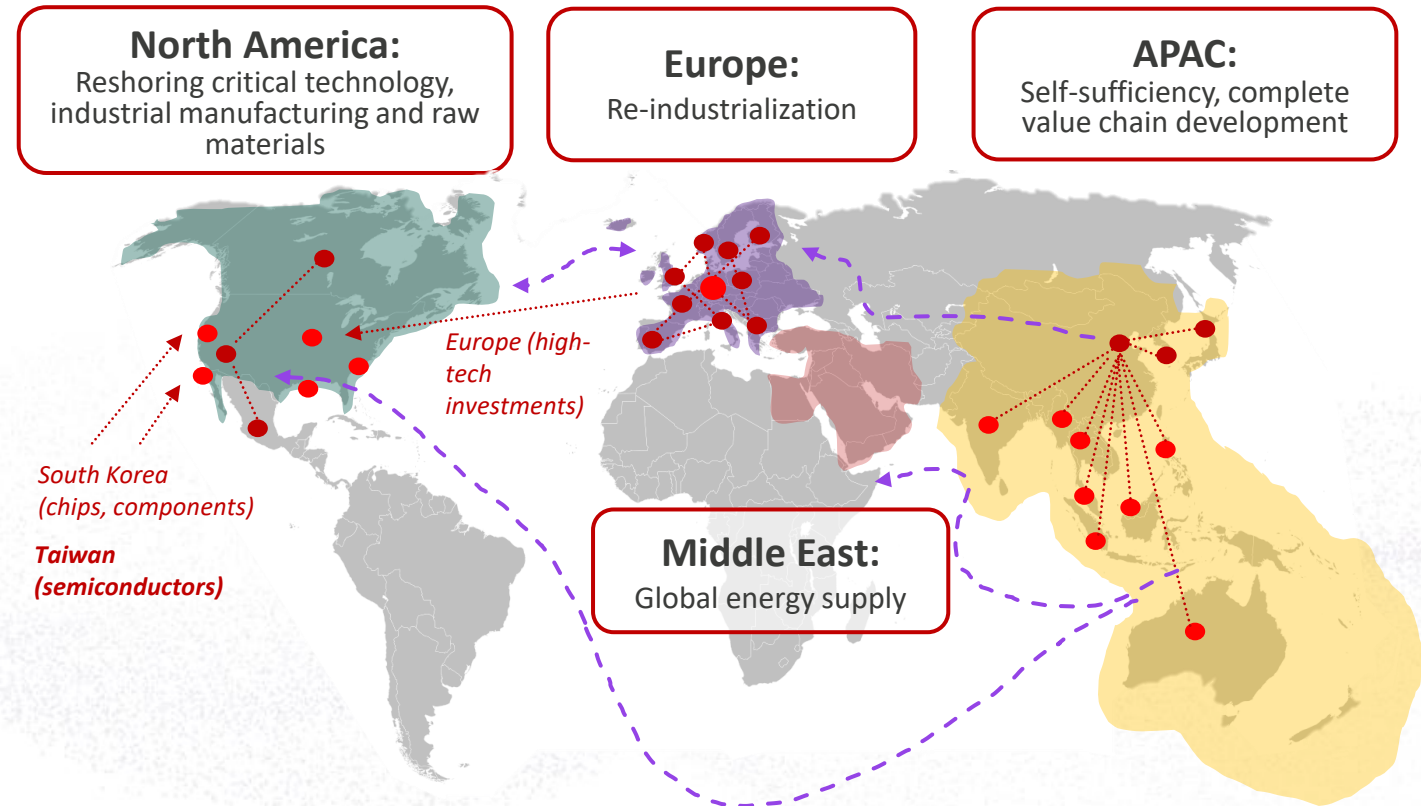 North America:
Reshoring critical technology,
industrial manufacturing and raw
materials
Europe:
Re-industrialization
APAC:
Self-sufficiency, complete
value chain development
Europe (high-
tech
investments)
South Korea
(chips, components)
Taiwan
(semiconductors)
Middle East:
Global energy supply